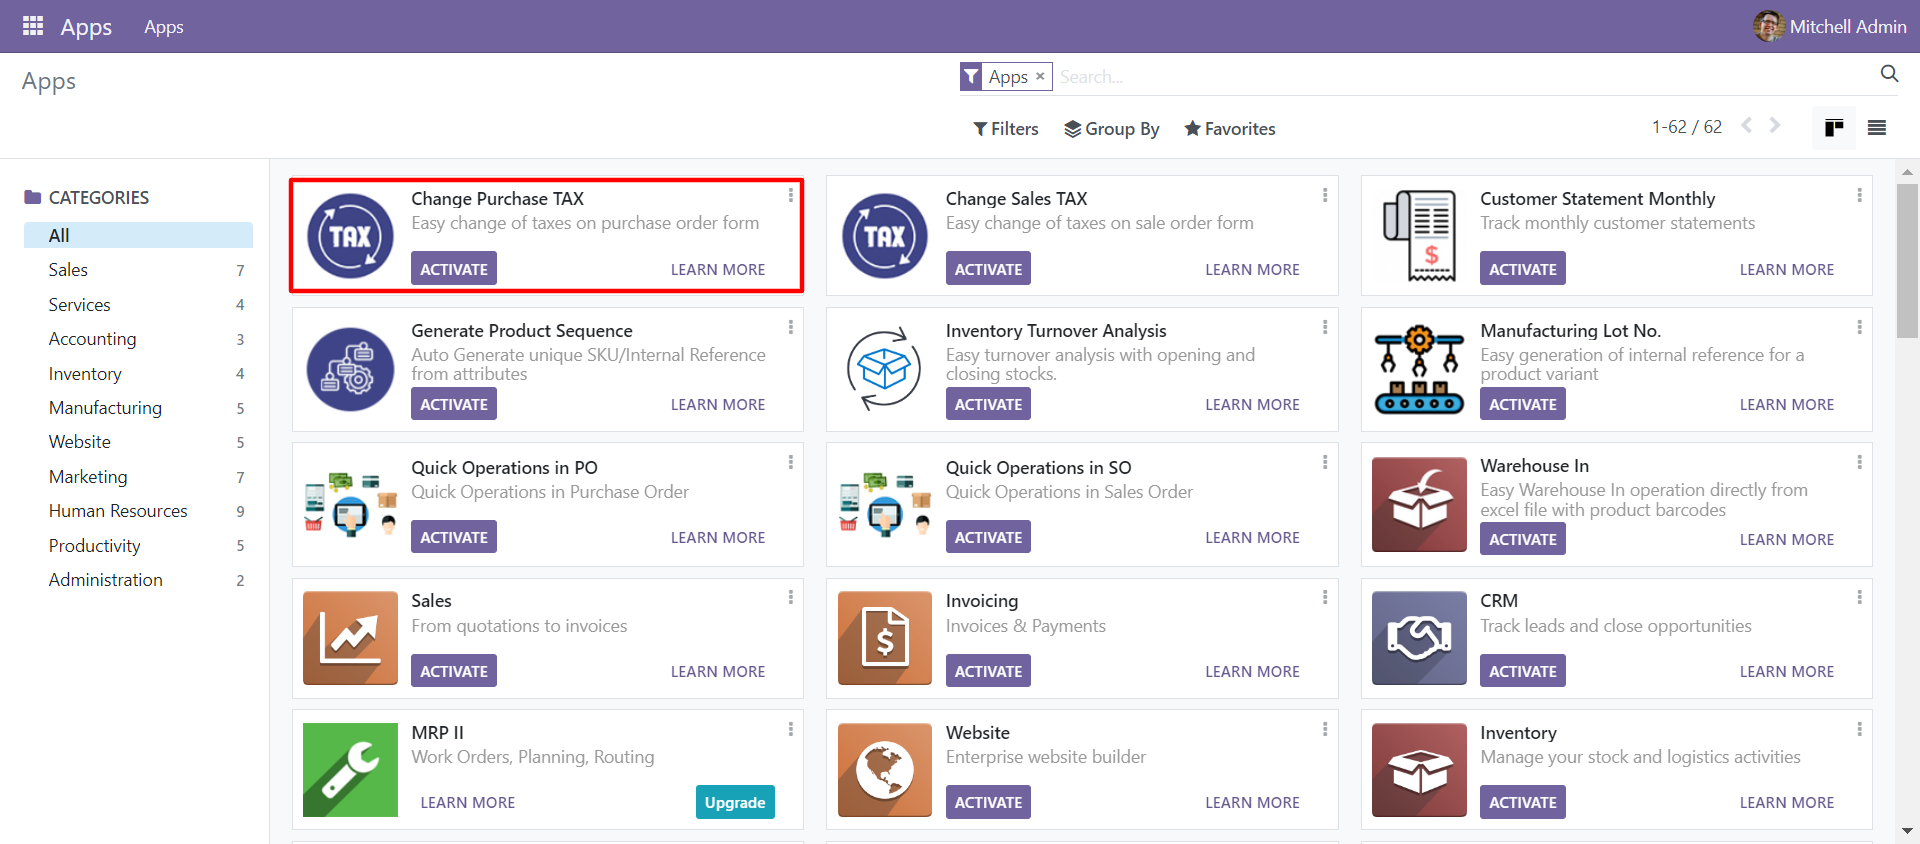 Apps Apps Mitchell Admin
Apps
Apps × Search...
Filters Group By Favorites
1-62 / 62
CATEGORIES
All
Sales 7
Services 4
Accounting 3
Inventory 4
Manufacturing 5
Website 5
Marketing 7
Human Resources 9
Productivity 5
Administration 2
TAX
Change Purchase TAX
Easy change of taxes on purchase order form
ACTIVATE LEARN MORE
TAX
Change Sales TAX
Easy change of taxes on sale order form
ACTIVATE LEARN MORE
$
Customer Statement Monthly
Track monthly customer statements
ACTIVATE LEARN MORE
Generate Product Sequence
Auto Generate unique SKU/Internal Reference
from attributes
ACTIVATE LEARN MORE
Inventory Turnover Analysis
Easy turnover analysis with opening and
closing stocks.
ACTIVATE LEARN MORE
Manufacturing Lot No.
Easy generation of internal reference for a
product variant
ACTIVATE LEARN MORE
Quick Operations in PO
Quick Operations in Purchase Order
ACTIVATE LEARN MORE
Quick Operations in SO
Quick Operations in Sales Order
ACTIVATE LEARN MORE
Warehouse In
Easy Warehouse In operation directly from
excel file with product barcodes
ACTIVATE LEARN MORE
Sales
From quotations to invoices
ACTIVATE LEARN MORE
$
Invoicing
Invoices & Payments
ACTIVATE LEARN MORE
CRM
Track leads and close opportunities
ACTIVATE LEARN MORE
MRP II
Work Orders, Planning, Routing
LEARN MORE Upgrade
Website
Enterprise website builder
ACTIVATE LEARN MORE
Inventory
Manage your stock and logistics activities
ACTIVATE LEARN MORE